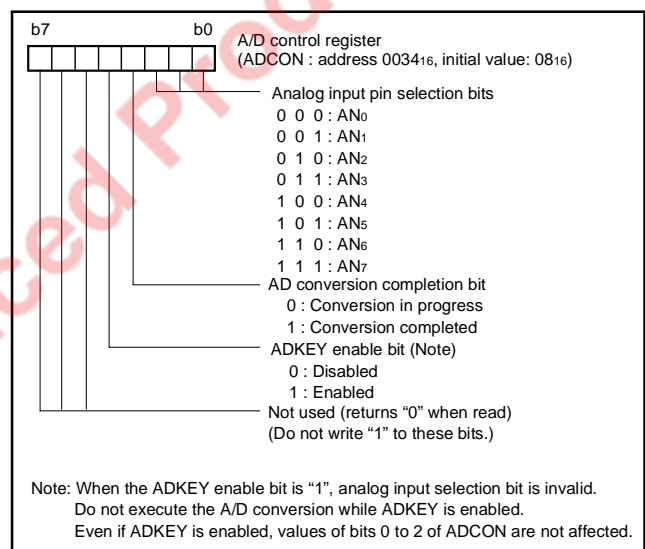 b7 b0
A/D control register
(ADCON : address 0034₁₆, initial value: 08₁₆)
Analog input pin selection bits
0 0 0 : AN₀
0 0 1 : AN₁
0 1 0 : AN₂
0 1 1 : AN₃
1 0 0 : AN₄
1 0 1 : AN₅
1 1 0 : AN₆
1 1 1 : AN₇
AD conversion completion bit
0 : Conversion in progress
1 : Conversion completed
ADKEY enable bit (Note)
0 : Disabled
1 : Enabled
Not used (returns “0” when read)
(Do not write “1” to these bits.)
Note: When the ADKEY enable bit is “1”, analog input selection bit is invalid.
Do not execute the A/D conversion while ADKEY is enabled.
Even if ADKEY is enabled, values of bits 0 to 2 of ADCON are not affected.
ced Prod